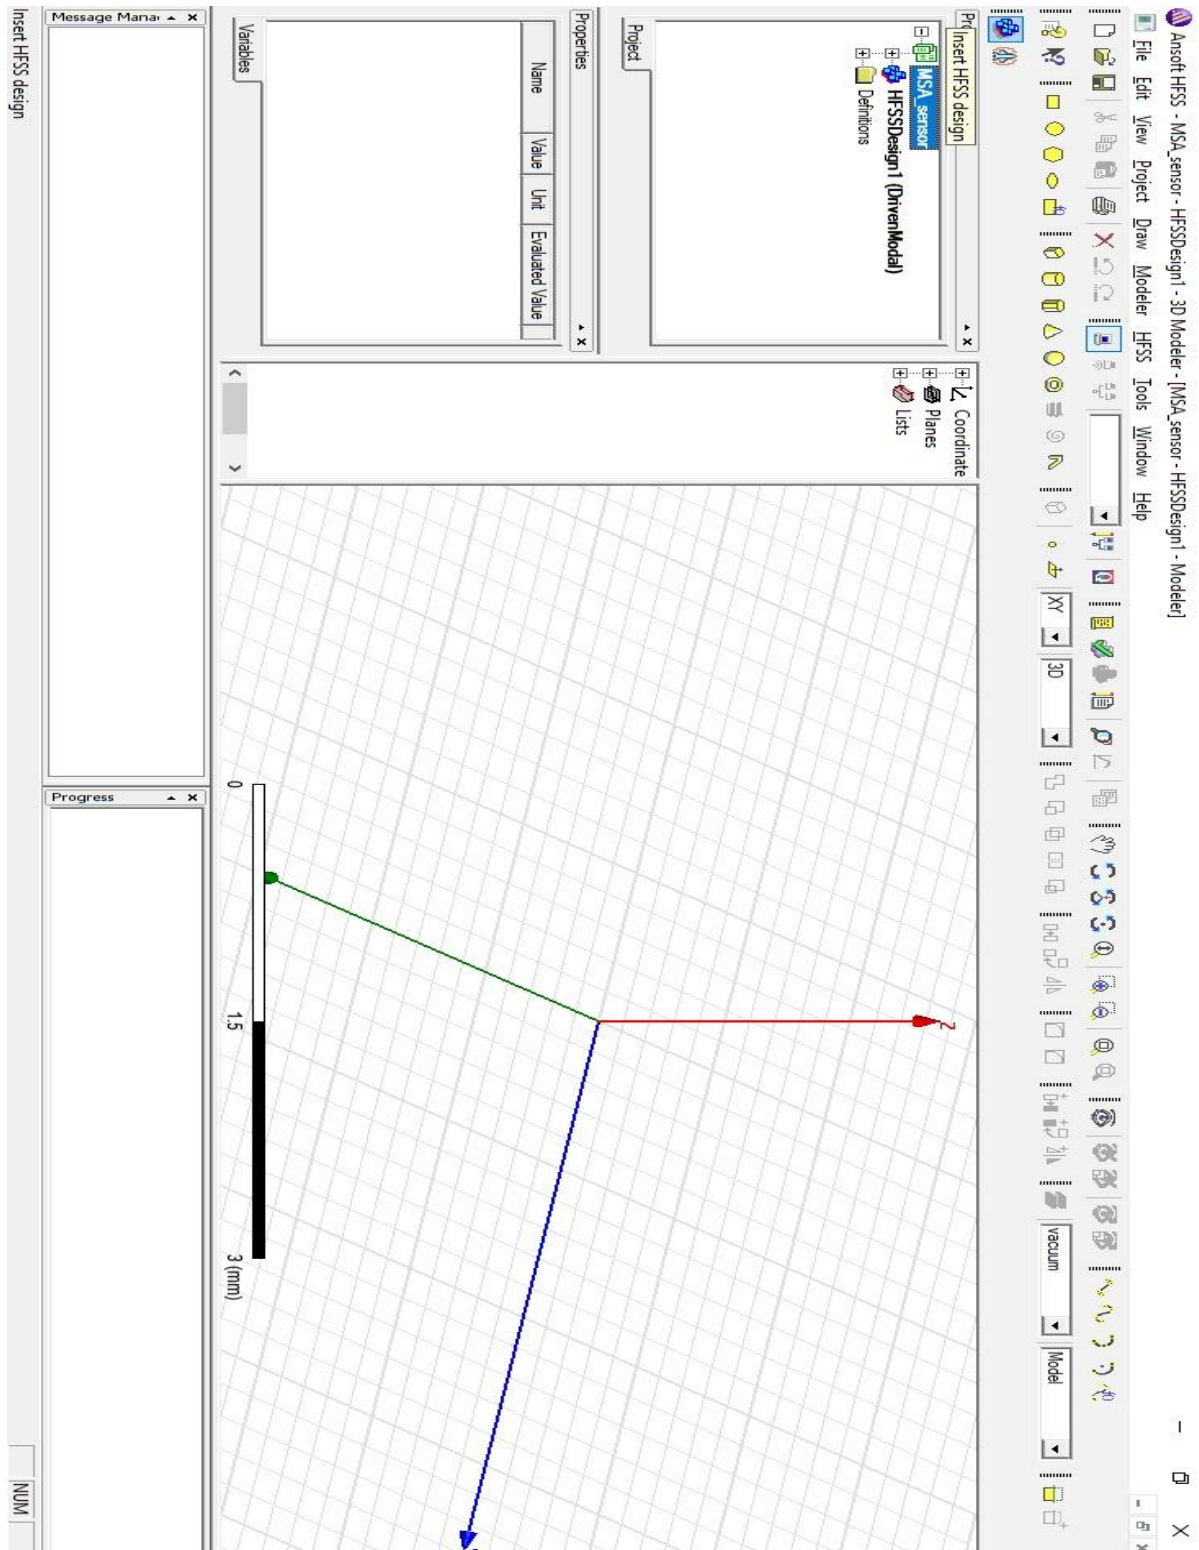 Ansoft HFSS - MSA_sensor - HFSSDesign1 - 3D Modeler - [MSA_sensor - HFSSDesign1 - Modeler]
File Edit View Project Draw Modeler HFSS Tools Window Help
XY 3D vacuum Model
Insert HFSS design
MSA_sensor
HFSSDesign1 (DrivenModal)
Definitions
Project
Properties
Name Value Unit Evaluated Value
Variables
Coordinate
Planes
Lists
Z
0 1.5 3 (mm)
Message Mana
Progress
Insert HFSS design
NUM